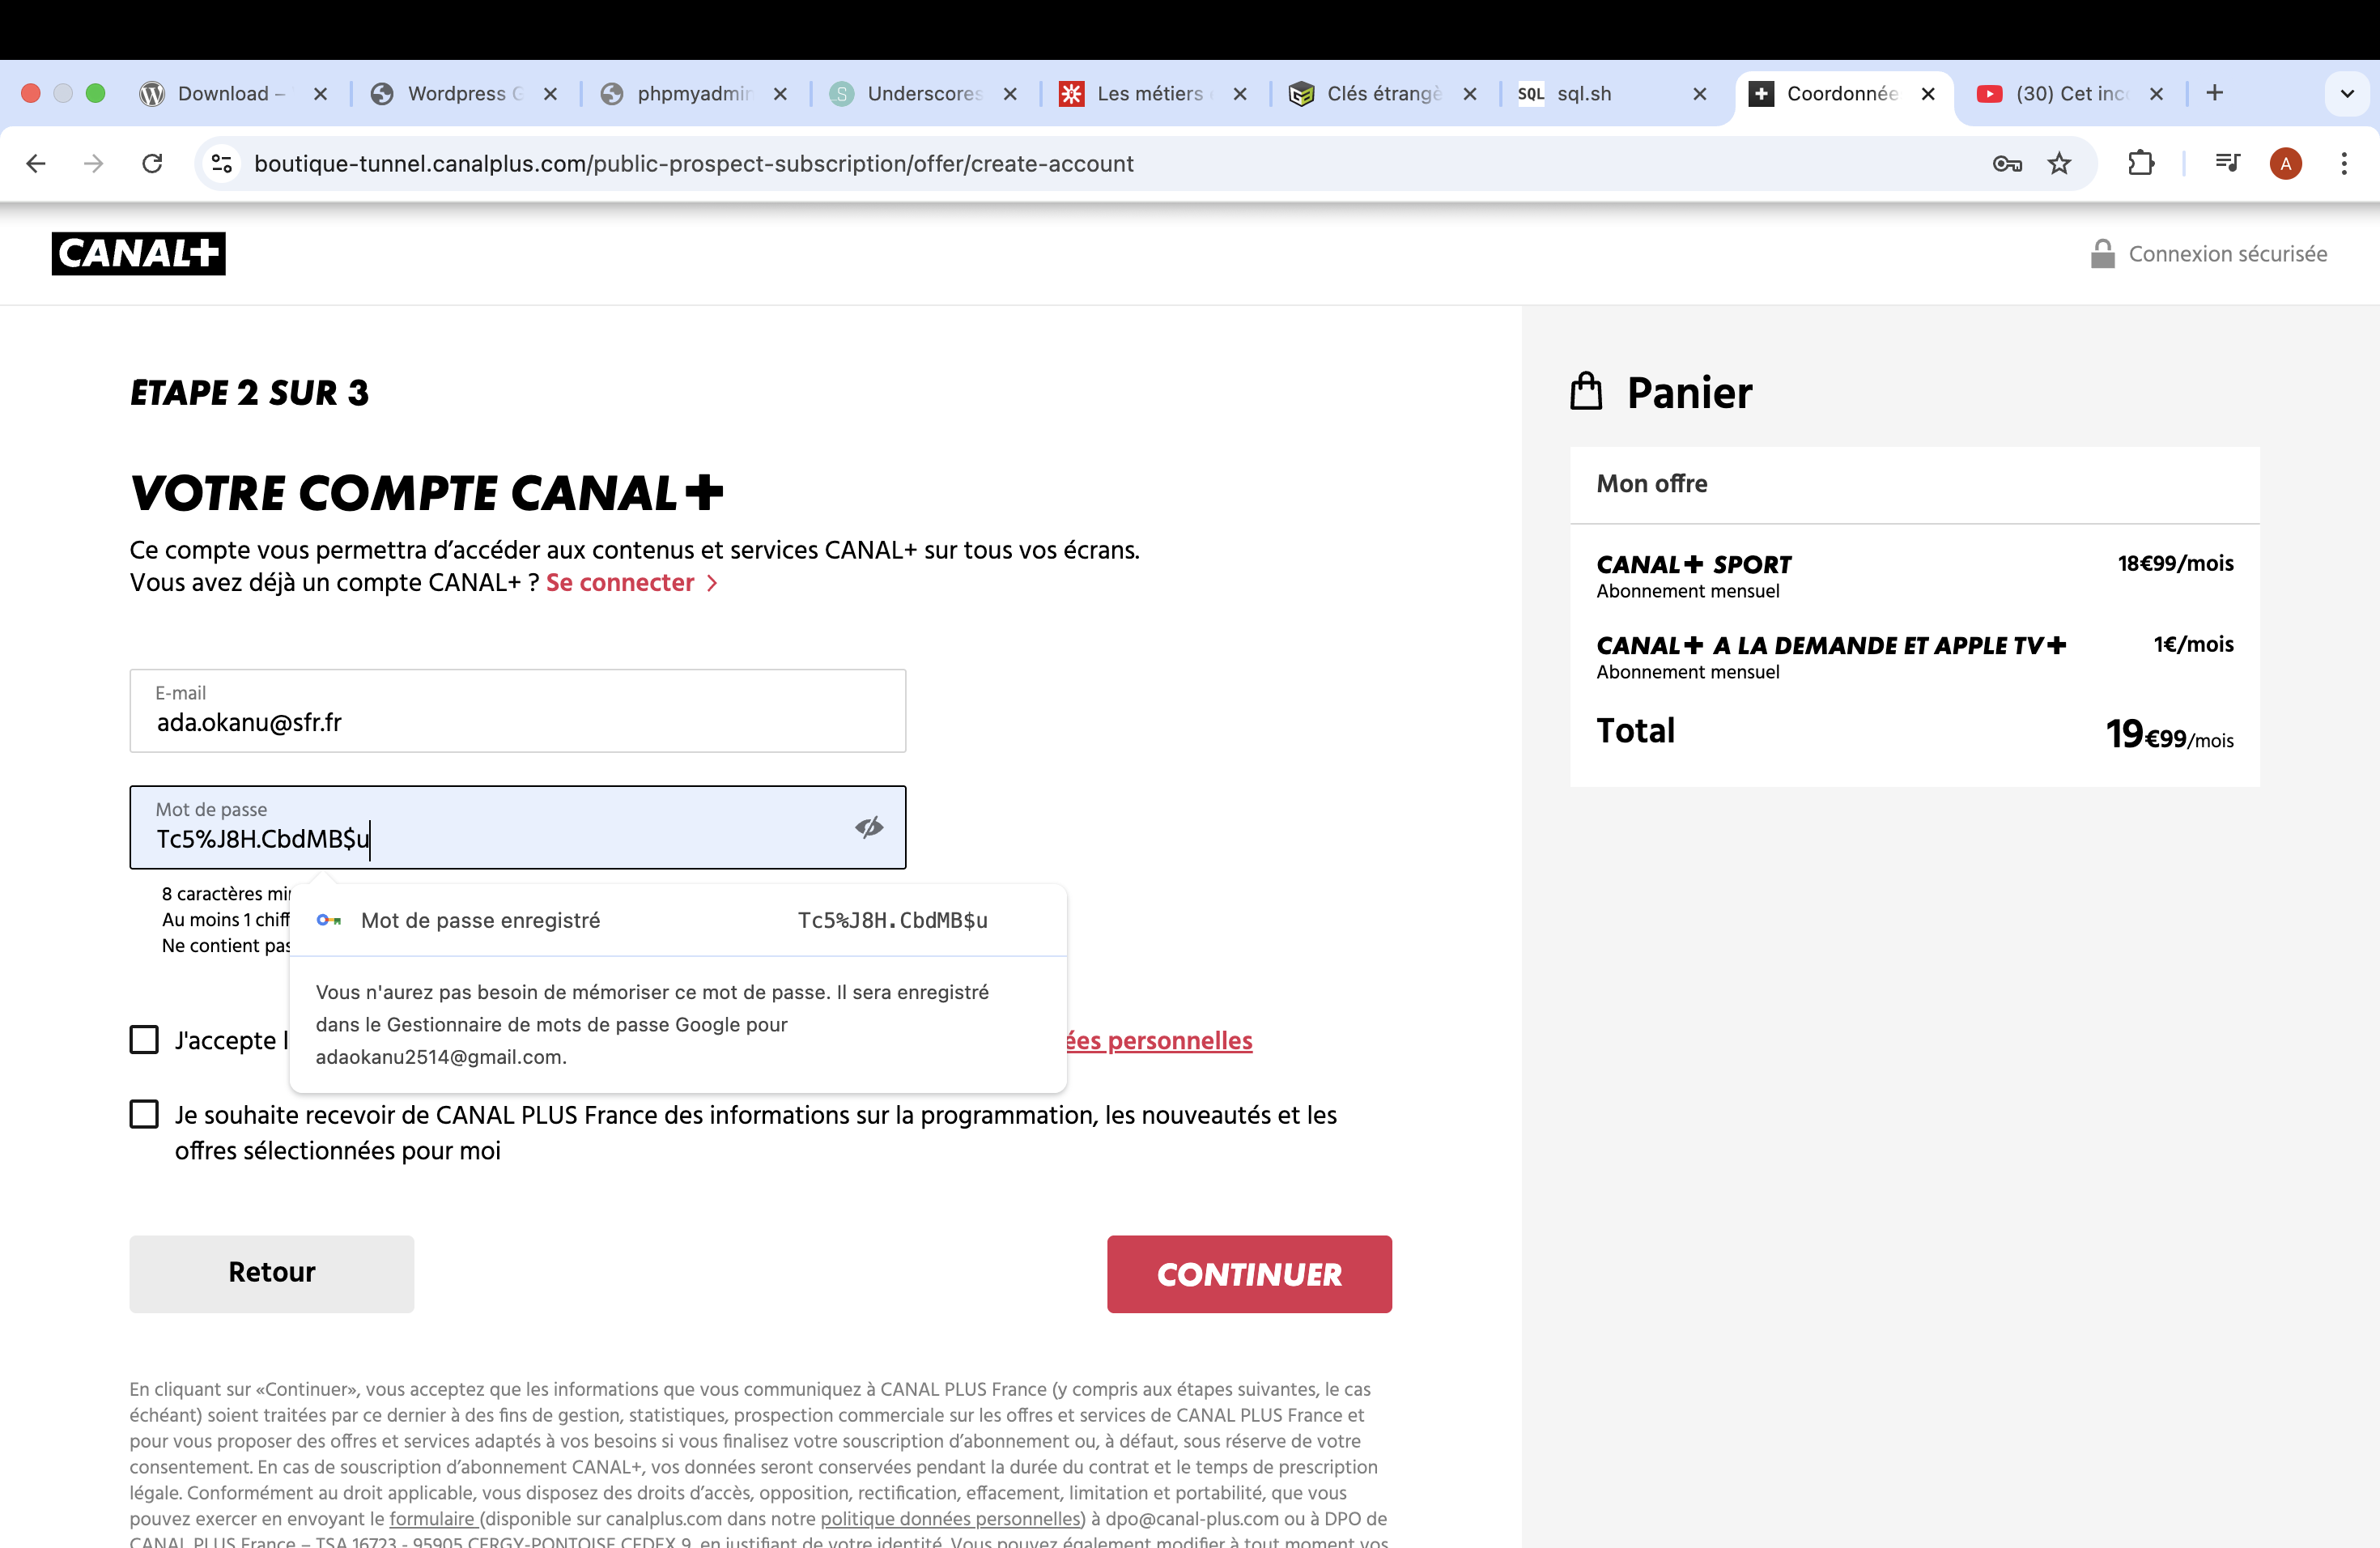 Download –
Wordpress G
phpmyadmin
Underscores
Les métiers
Clés étrangè
SQL sql.sh
Coordonnée
(30) Cet inc
boutique-tunnel.canalplus.com/public-prospect-subscription/offer/create-account
A
CANAL+
Connexion sécurisée
ETAPE 2 SUR 3
VOTRE COMPTE CANAL+
Ce compte vous permettra d’accéder aux contenus et services CANAL+ sur tous vos écrans.
Vous avez déjà un compte CANAL+ ? Se connecter
E-mail
ada.okanu@sfr.fr
Mot de passe
Tc5%J8H.CbdMB$u
8 caractères min
Au moins 1 chiff
Ne contient pas
Mot de passe enregistré Tc5%J8H.CbdMB$u
Vous n'aurez pas besoin de mémoriser ce mot de passe. Il sera enregistré
dans le Gestionnaire de mots de passe Google pour
adaokanu2514@gmail.com.
J'accepte l ées personnelles
Je souhaite recevoir de CANAL PLUS France des informations sur la programmation, les nouveautés et les
offres sélectionnées pour moi
Retour
CONTINUER
En cliquant sur «Continuer», vous acceptez que les informations que vous communiquez à CANAL PLUS France (y compris aux étapes suivantes, le cas
échéant) soient traitées par ce dernier à des fins de gestion, statistiques, prospection commerciale sur les offres et services de CANAL PLUS France et
pour vous proposer des offres et services adaptés à vos besoins si vous finalisez votre souscription d’abonnement ou, à défaut, sous réserve de votre
consentement. En cas de souscription d’abonnement CANAL+, vos données seront conservées pendant la durée du contrat et le temps de prescription
légale. Conformément au droit applicable, vous disposez des droits d’accès, opposition, rectification, effacement, limitation et portabilité, que vous
pouvez exercer en envoyant le formulaire (disponible sur canalplus.com dans notre politique données personnelles) à dpo@canal-plus.com ou à DPO de
CANAL PLUS France – TSA 16723 - 95905 CERGY-PONTOISE CEDEX 9, en justifiant de votre identité. Vous pouvez également modifier à tout moment vos
Panier
Mon offre
CANAL+ SPORT 18€99/mois
Abonnement mensuel
CANAL+ A LA DEMANDE ET APPLE TV+ 1€/mois
Abonnement mensuel
Total 19€99/mois